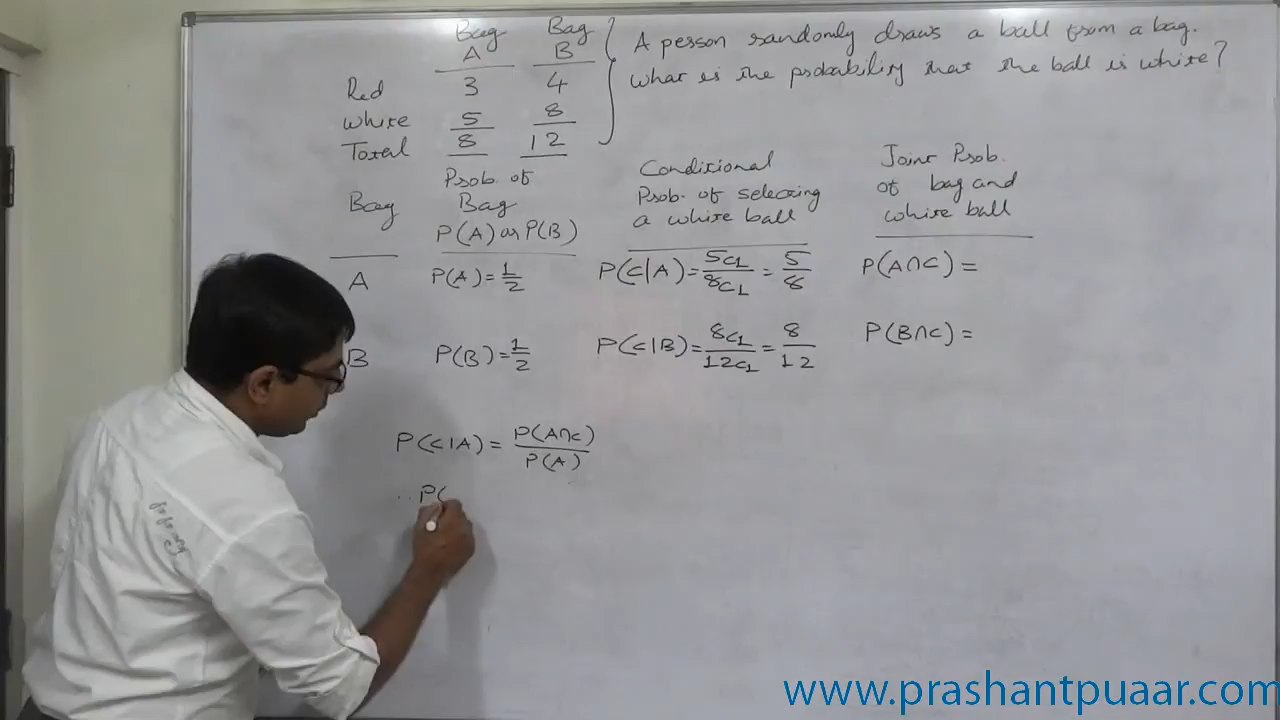 Bag Bag
A B
Red 3 4
White 5 8
Total 8 12
A person randomly draws a ball from a bag.
What is the probability that the ball is white?
Bag
Prob. of
Bag
P(A) or P(B)
Conditional
Prob. of selecting
a white ball
Joint Prob.
of bag and
white ball
A P(A)=1/2 P(C|A)=5C1/8C1=5/8 P(A∩C)=
B P(B)=1/2 P(C|B)=8C1/12C1=8/12 P(B∩C)=
P(C|A)=P(A∩C)/P(A)
.. P(
www.prashantpuaar.com